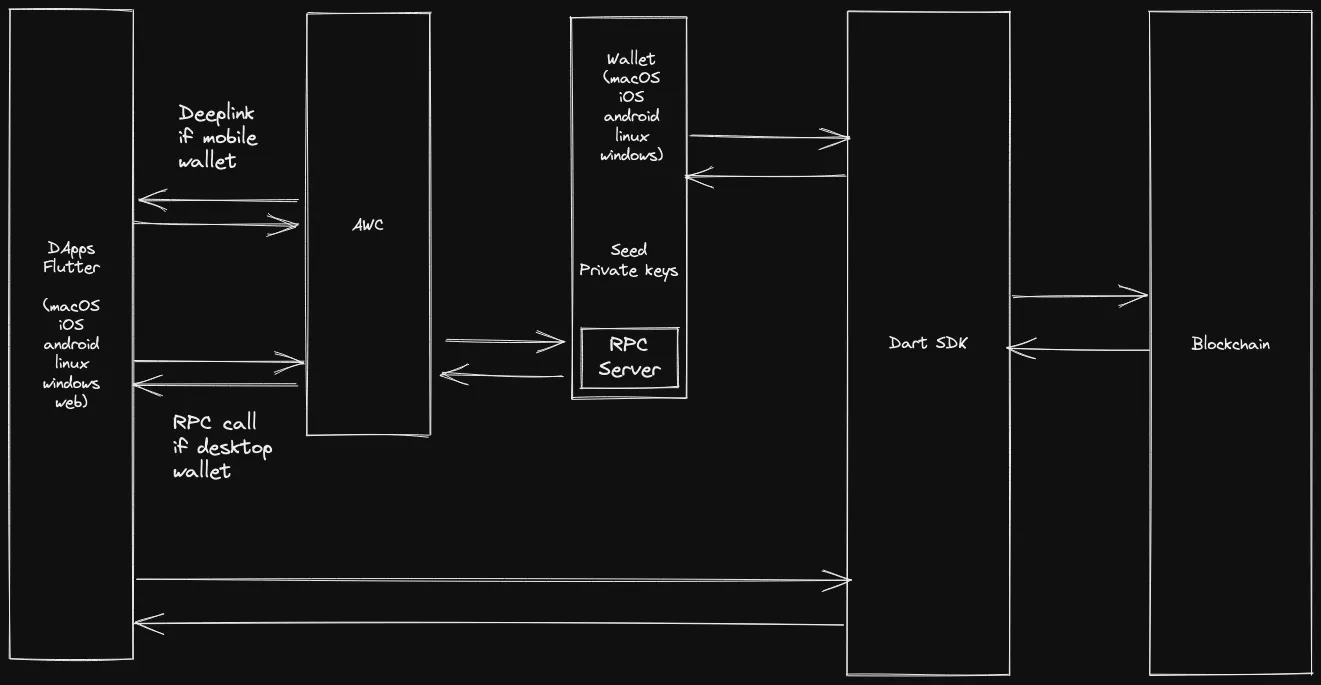 DApps
Flutter
(macOS
iOS
android
linux
windows
web)
Deeplink
if mobile
wallet
RPC call
if desktop
wallet
AWC
Wallet
(macOS
iOS
android
linux
windows)
Seed
Private keys
RPC
Server
Dart SDK
Blockchain